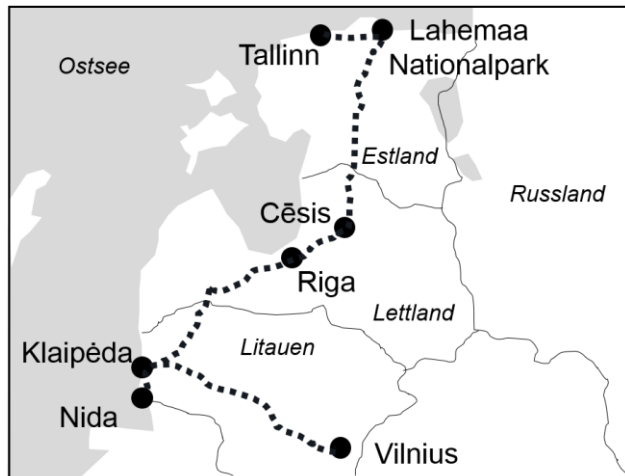 Lahemaa
Nationalpark
Tallinn
Ostsee
Estland
Russland
Cēsis
Riga
Lettland
Litauen
Klaipėda
Nida
Vilnius